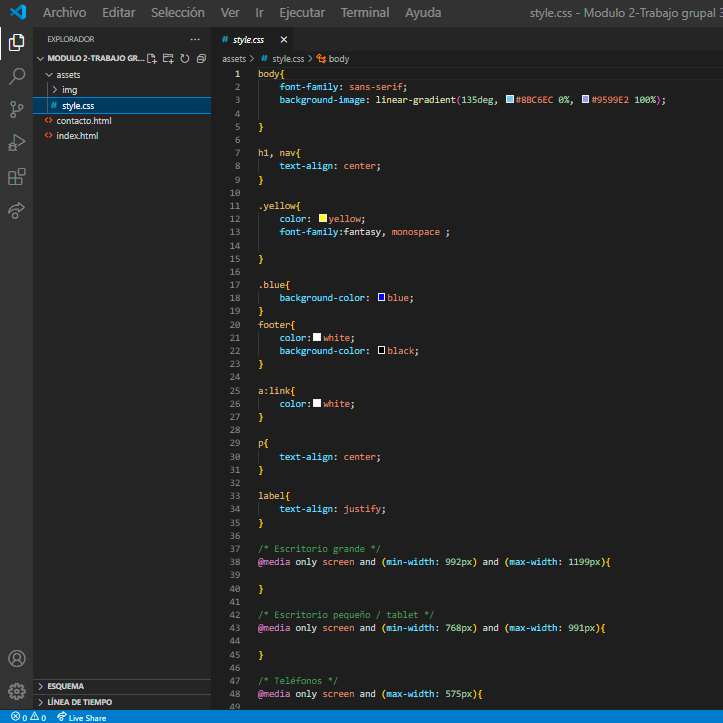 Archivo Editar Selección Ver Ir Ejecutar Terminal Ayuda style.css - Modulo 2-Trabajo grupal 3
EXPLORADOR ...
MODULO 2-TRABAJO GR...
assets
img
# style.css
<> contacto.html
<> index.html
ESQUEMA
LÍNEA DE TIEMPO
# style.css ×
assets > # style.css > body
1 body{
2 font-family: sans-serif;
3 background-image: linear-gradient(135deg, #8BC6EC 0%, #9599E2 100%);
4
5 }
6
7 h1, nav{
8 text-align: center;
9 }
10
11 .yellow{
12 color: yellow;
13 font-family:fantasy, monospace ;
14
15 }
16
17 .blue{
18 background-color: blue;
19 }
20 footer{
21 color: white;
22 background-color: black;
23 }
24
25 a:link{
26 color: white;
27 }
28
29 p{
30 text-align: center;
31 }
32
33 label{
34 text-align: justify;
35 }
36
37 /* Escritorio grande */
38 @media only screen and (min-width: 992px) and (max-width: 1199px){
39
40 }
41
42 /* Escritorio pequeño / tablet */
43 @media only screen and (min-width: 768px) and (max-width: 991px){
44
45 }
46
47 /* Teléfonos */
48 @media only screen and (max-width: 575px){
49
0 0 Live Share